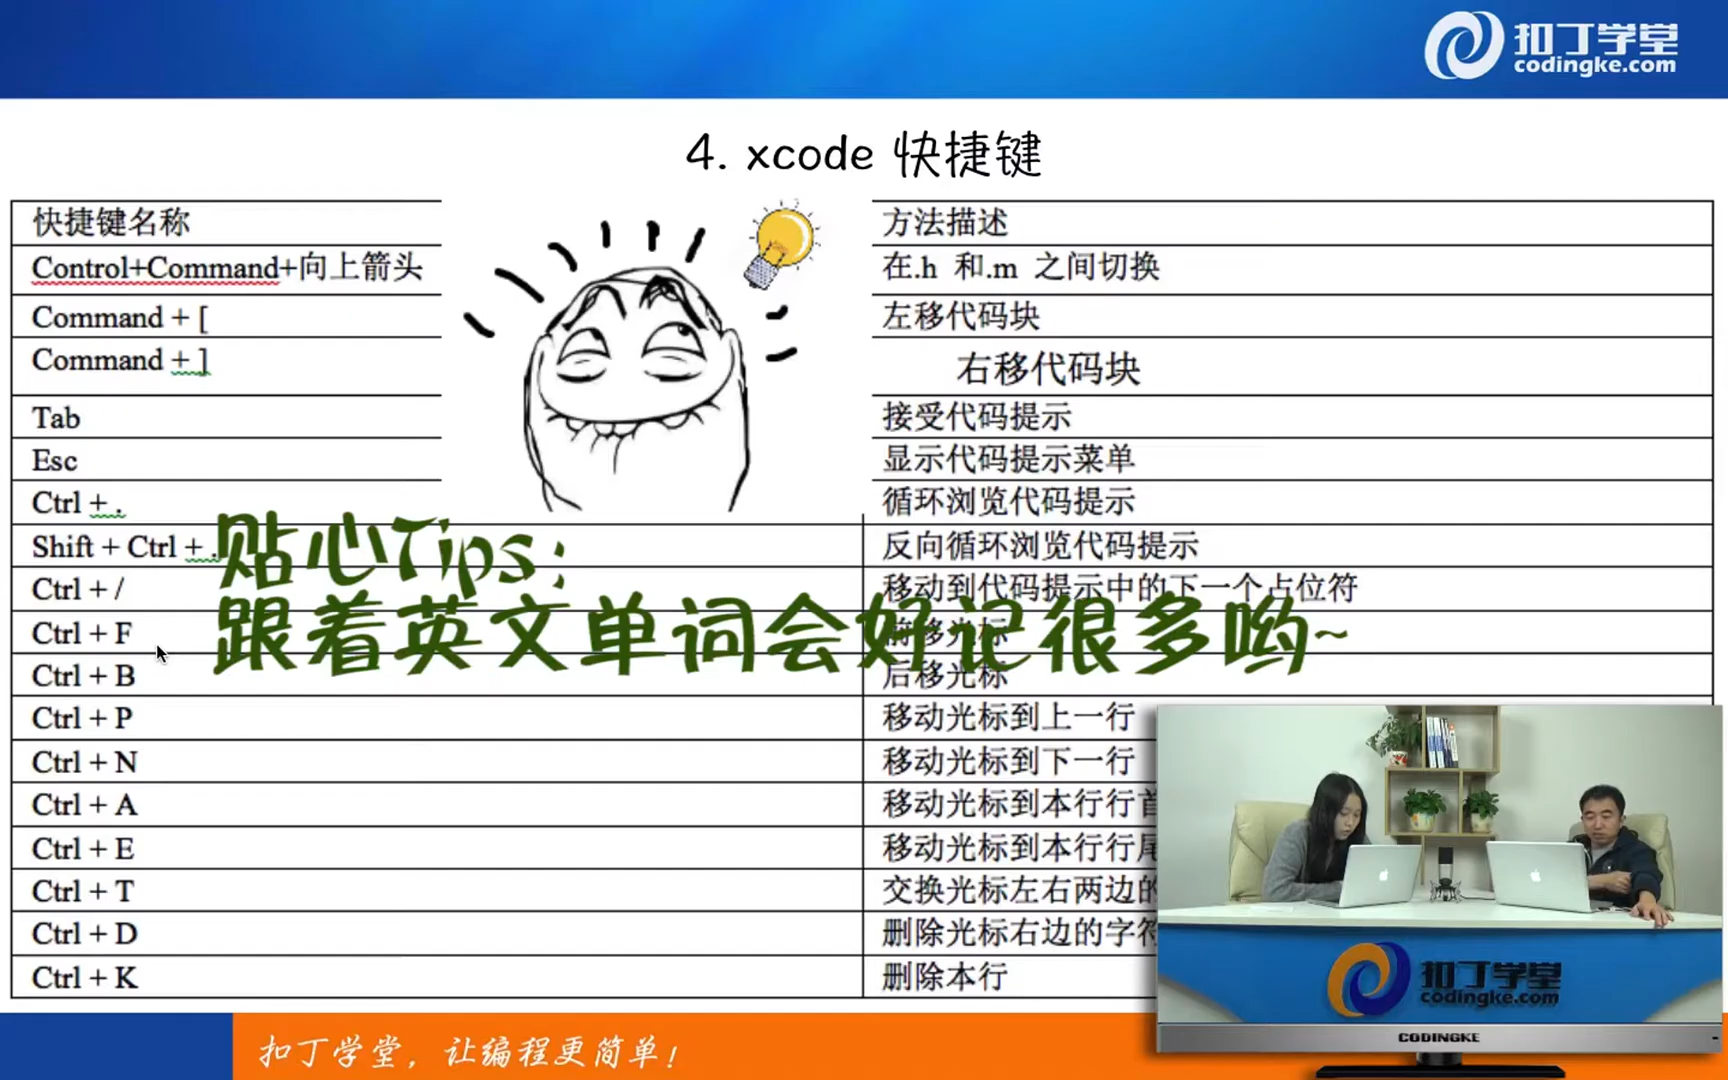 扣丁学堂
codingke.com
4. xcode 快捷键
快捷键名称 方法描述
Control+Command+向上箭头 在.h 和.m 之间切换
Command + [ 左移代码块
Command + ] 右移代码块
Tab 接受代码提示
Esc 显示代码提示菜单
Ctrl + . 循环浏览代码提示
Shift + Ctrl + . 反向循环浏览代码提示
贴心Tips:
Ctrl + / 移动到代码提示中的下一个占位符
跟着英文单词会好记很多哟~
Ctrl + F 前移光标
Ctrl + B 后移光标
Ctrl + P 移动光标到上一行
Ctrl + N 移动光标到下一行
Ctrl + A 移动光标到本行行首
Ctrl + E 移动光标到本行行尾
Ctrl + T 交换光标左右两边的
Ctrl + D 删除光标右边的字符
Ctrl + K 删除本行
扣丁学堂
codingke.com
CODINGKE
扣丁学堂，让编程更简单！